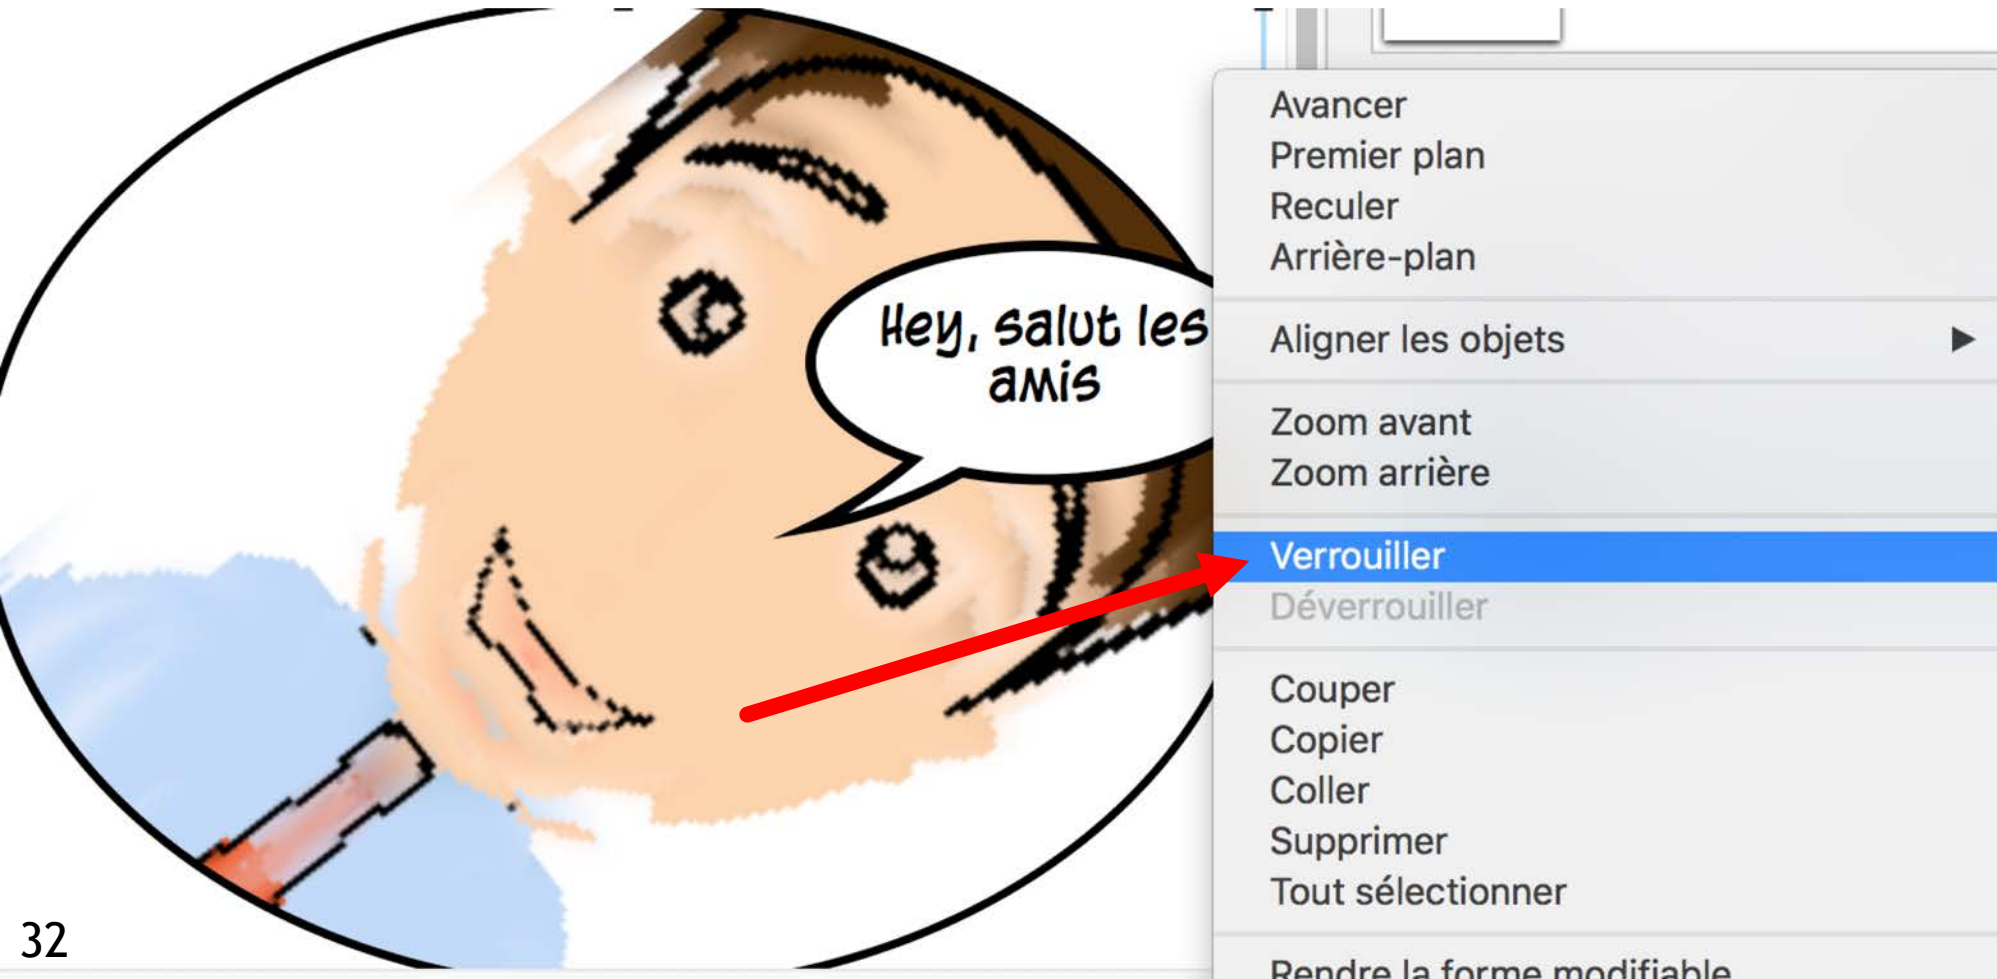 Hey, salut les
amis
Avancer
Premier plan
Reculer
Arrière-plan
Aligner les objets
Zoom avant
Zoom arrière
Verrouiller
Déverrouiller
Couper
Copier
Coller
Supprimer
Tout sélectionner
Rendre la forme modifiable
32